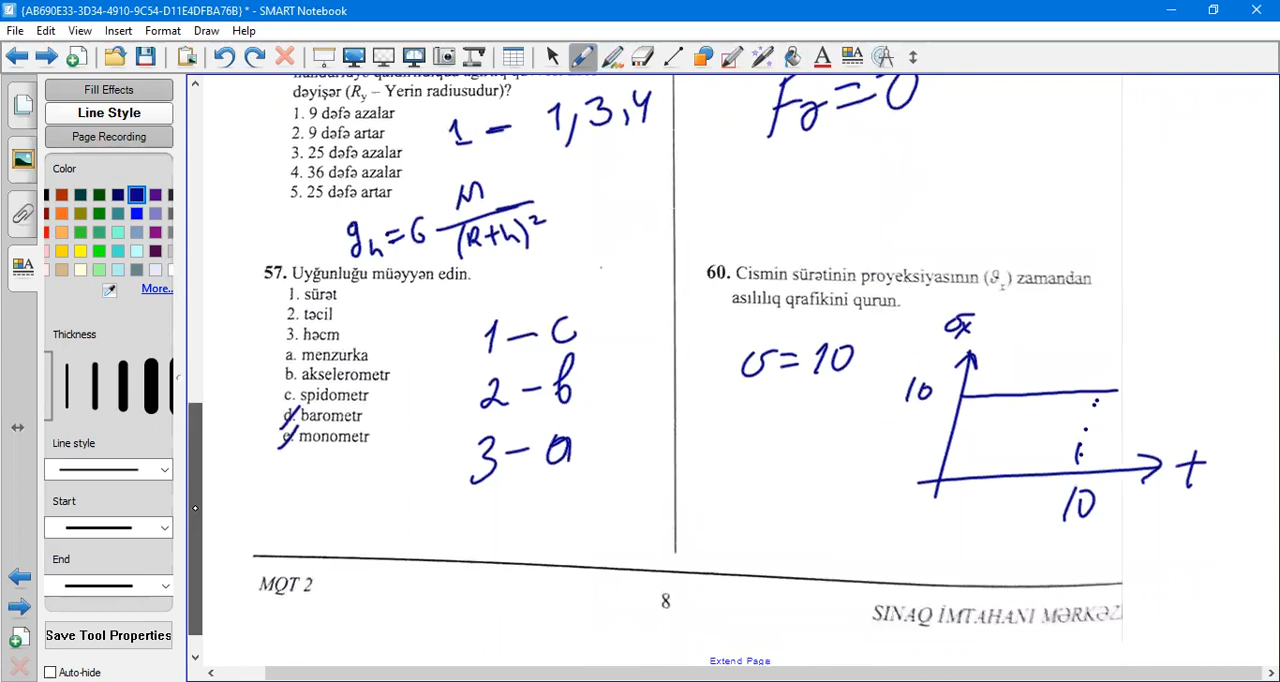 {AB690E33-3D34-4910-9C54-D11E4DFBA76B} * - SMART Notebook
File Edit View Insert Format Draw Help
Fill Effects
Line Style
Page Recording
Color
More..
Thickness
Line style
Start
End
Save Tool Properties
Auto-hide
dəyişər (Ry – Yerin radiusudur)?
1. 9 dəfə azalar
2. 9 dəfə artar
3. 25 dəfə azalar
4. 36 dəfə azalar
5. 25 dəfə artar
1 – 1,3,4
gh = G M/(R+h)²
57. Uyğunluğu müəyyən edin.
1. sürət
2. təcil
3. həcm
a. menzurka
b. akselerometr
c. spidometr
d. barometr
e. monometr
1 – c
2 – b
3 – a
=0
60. Cismin sürətinin proyeksiyasının (ϑx) zamandan
asılılıq qrafikini qurun.
υ = 10
υx
10
t
10
MQT 2
8
SINAQ İMTAHANI MƏRKƏZ
Extend Page